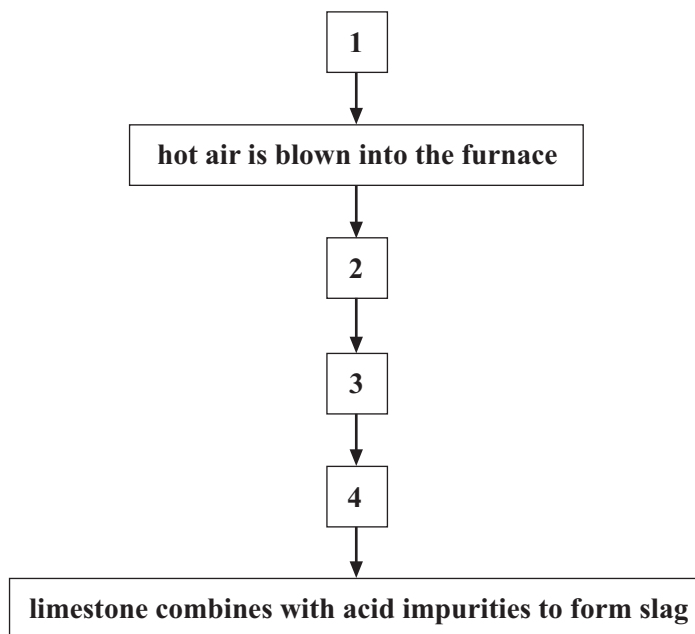 1
hot air is blown into the furnace
2
3
4
limestone combines with acid impurities to form slag